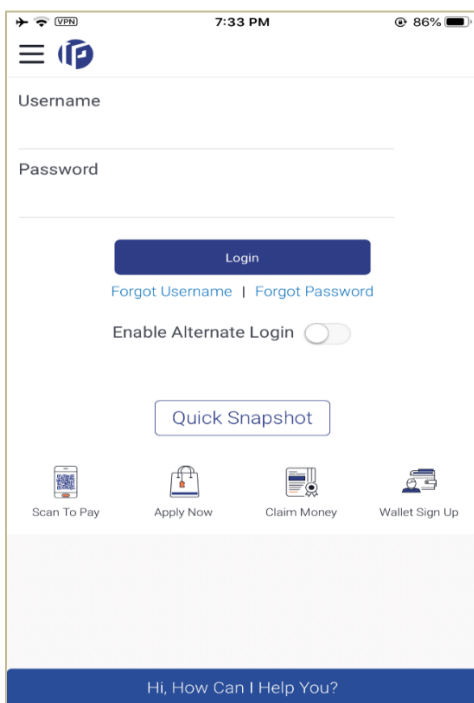 VPN 7:33 PM 86%
Username
Password
Login
Forgot Username | Forgot Password
Enable Alternate Login
Quick Snapshot
Scan To Pay Apply Now Claim Money Wallet Sign Up
Hi, How Can I Help You?